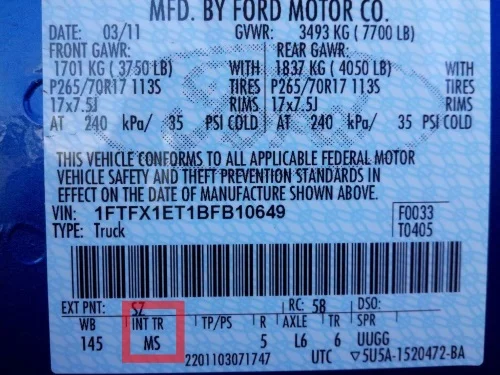 MFD. BY FORD MOTOR CO.
DATE: 03/11 GVWR: 3493 KG ( 7700 LB)
FRONT GAWR: REAR GAWR:
1701 KG ( 3750 LB) WITH 1837 KG ( 4050 LB) WITH
P265/70R17 113S TIRES P265/70R17 113S TIRES
17x7.5J RIMS 17x7.5J RIMS
AT 240 kPa/ 35 PSI COLD AT 240 kPa/ 35 PSI COLD
THIS VEHICLE CONFORMS TO ALL APPLICABLE FEDERAL MOTOR
VEHICLE SAFETY AND THEFT PREVENTION STANDARDS IN
EFFECT ON THE DATE OF MANUFACTURE SHOWN ABOVE.
VIN: 1FTFX1ET1BFB10649 F0033
TYPE: Truck T0405
EXT PNT: SZ RC: 58 DSO:
WB INT TR TP/PS R AXLE TR SPR
145 MS 5 L6 6 UUGG
2201103071747 UTC 5U5A-1520472-BA